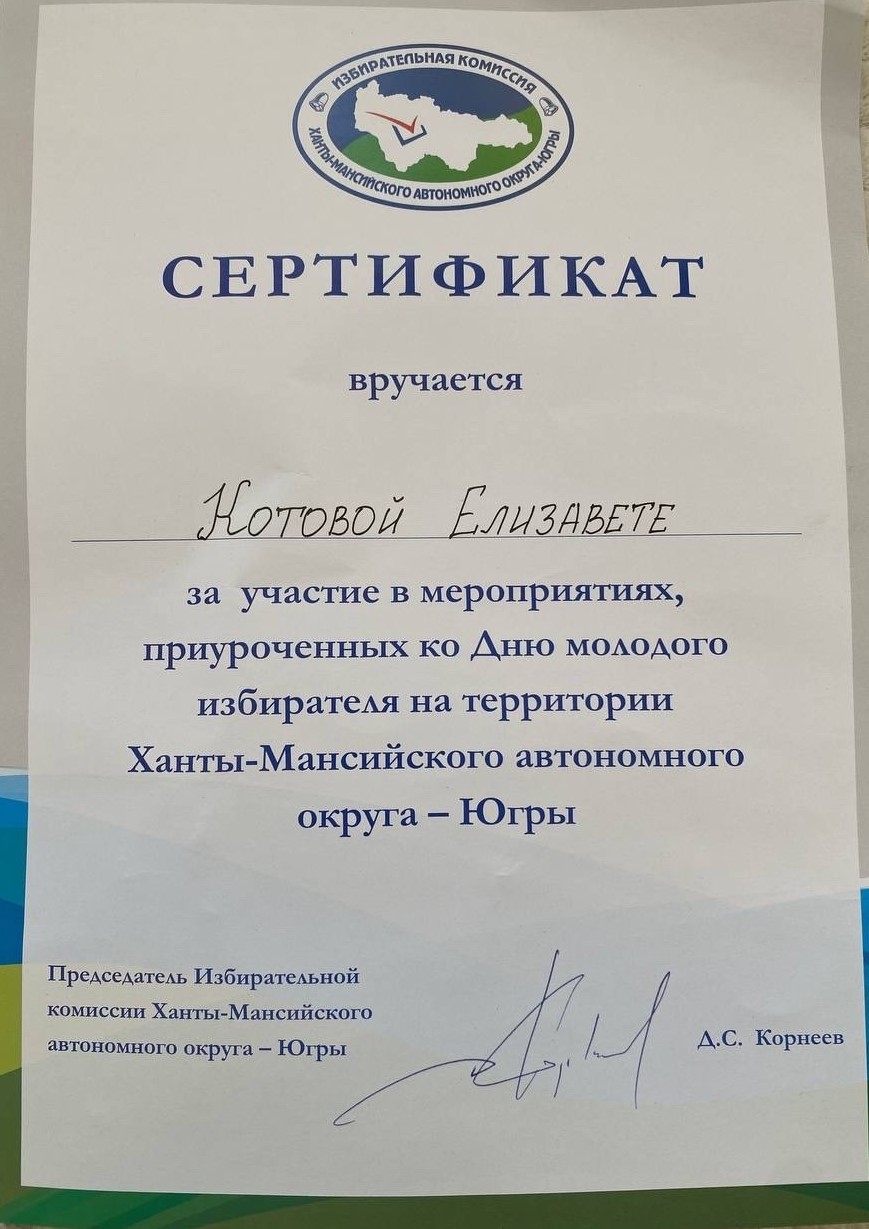 ИЗБИРАТЕЛЬНАЯ КОМИССИЯ
ХАНТЫ-МАНСИЙСКОГО АВТОНОМНОГО ОКРУГА-ЮГРЫ
СЕРТИФИКАТ
вручается
Котовой Елизавете
за участие в мероприятиях,
приуроченных ко Дню молодого
избирателя на территории
Ханты-Мансийского автономного
округа – Югры
Председатель Избирательной
комиссии Ханты-Мансийского
автономного округа – Югры
Д.С. Корнеев